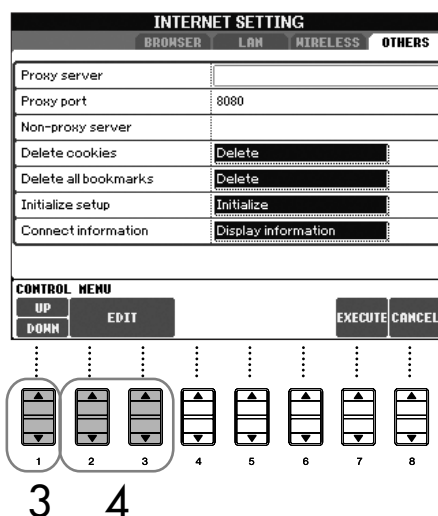 INTERNET SETTING
BROWSER LAN WIRELESS OTHERS
Proxy server
Proxy port 8080
Non-proxy server
Delete cookies Delete
Delete all bookmarks Delete
Initialize setup Initialize
Connect information Display information
CONTROL MENU
UP
DOWN
EDIT
EXECUTE
CANCEL
1 2 3 4 5 6 7 8
3 4